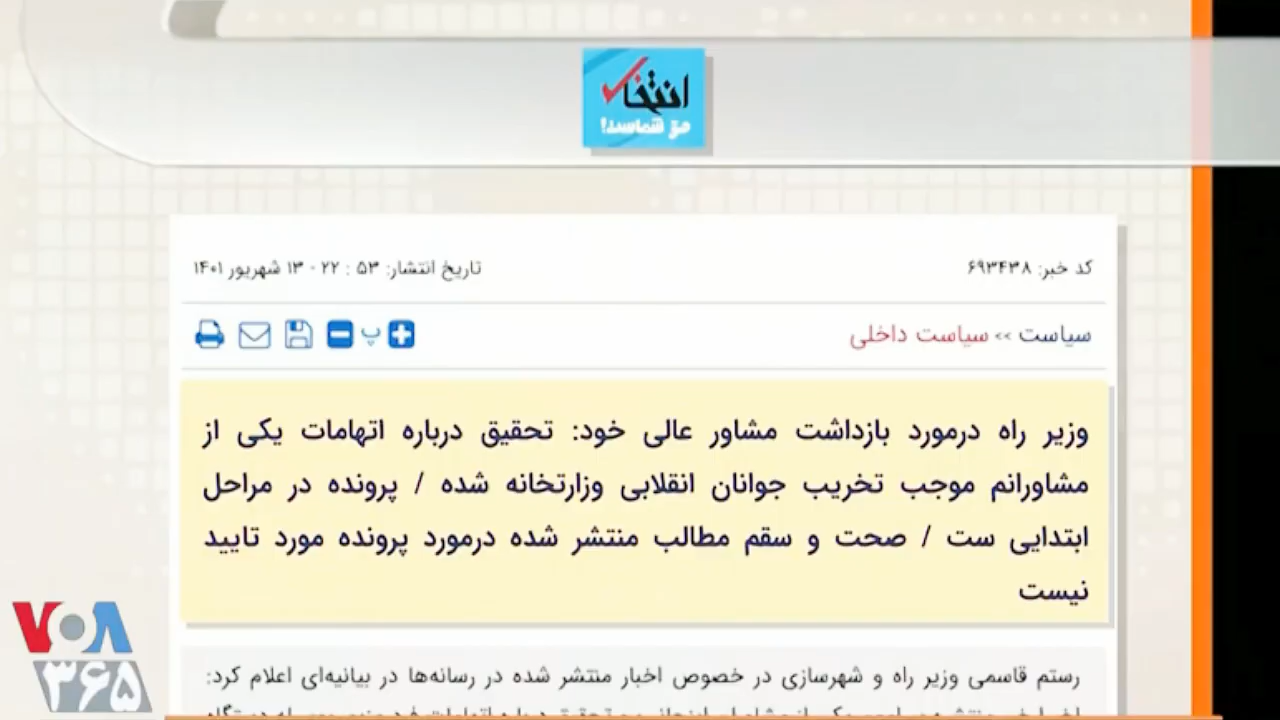 انتخاب
حق شماست!
کد خبر: ۶۹۳۴۳۸
تاریخ انتشار: ۵۳ : ۲۲ - ۱۳ شهریور ۱۴۰۱
سیاست >> سیاست داخلی
پ
وزیر راه درمورد بازداشت مشاور عالی خود: تحقیق درباره اتهامات یکی از
مشاورانم موجب تخریب جوانان انقلابی وزارتخانه شده / پرونده در مراحل
ابتدایی ست / صحت و سقم مطالب منتشر شده درمورد پرونده مورد تایید
نیست
رستم قاسمی وزیر راه و شهرسازی در خصوص اخبار منتشر شده در رسانه‌ها در بیانیه‌ای اعلام کرد:
VOA
۳۶۵